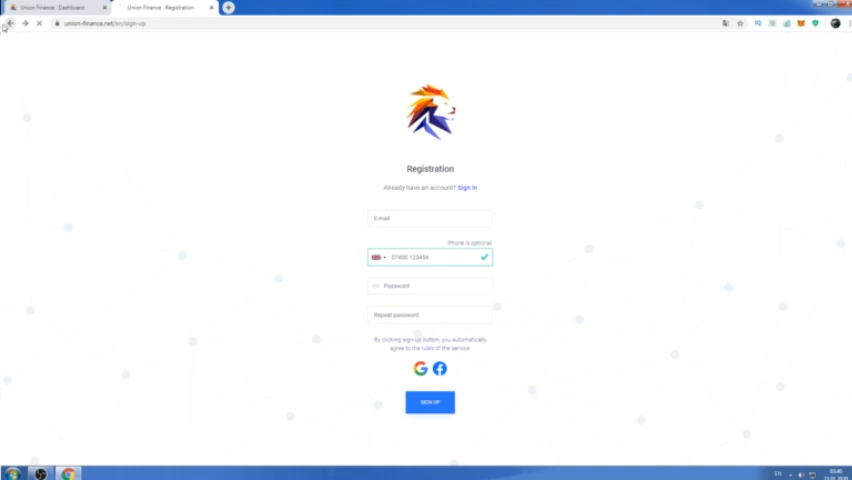 Union Finance - Dashboard
Union Finance - Registration
union-finance.net/en/sign-up
Registration
Already have an account? Sign In
E-mail
Phone is optional
07400 123456
Password
Repeat password
By clicking sign-up button, you automatically
agree to the rules of the service.
SIGN UP
EN
03:40